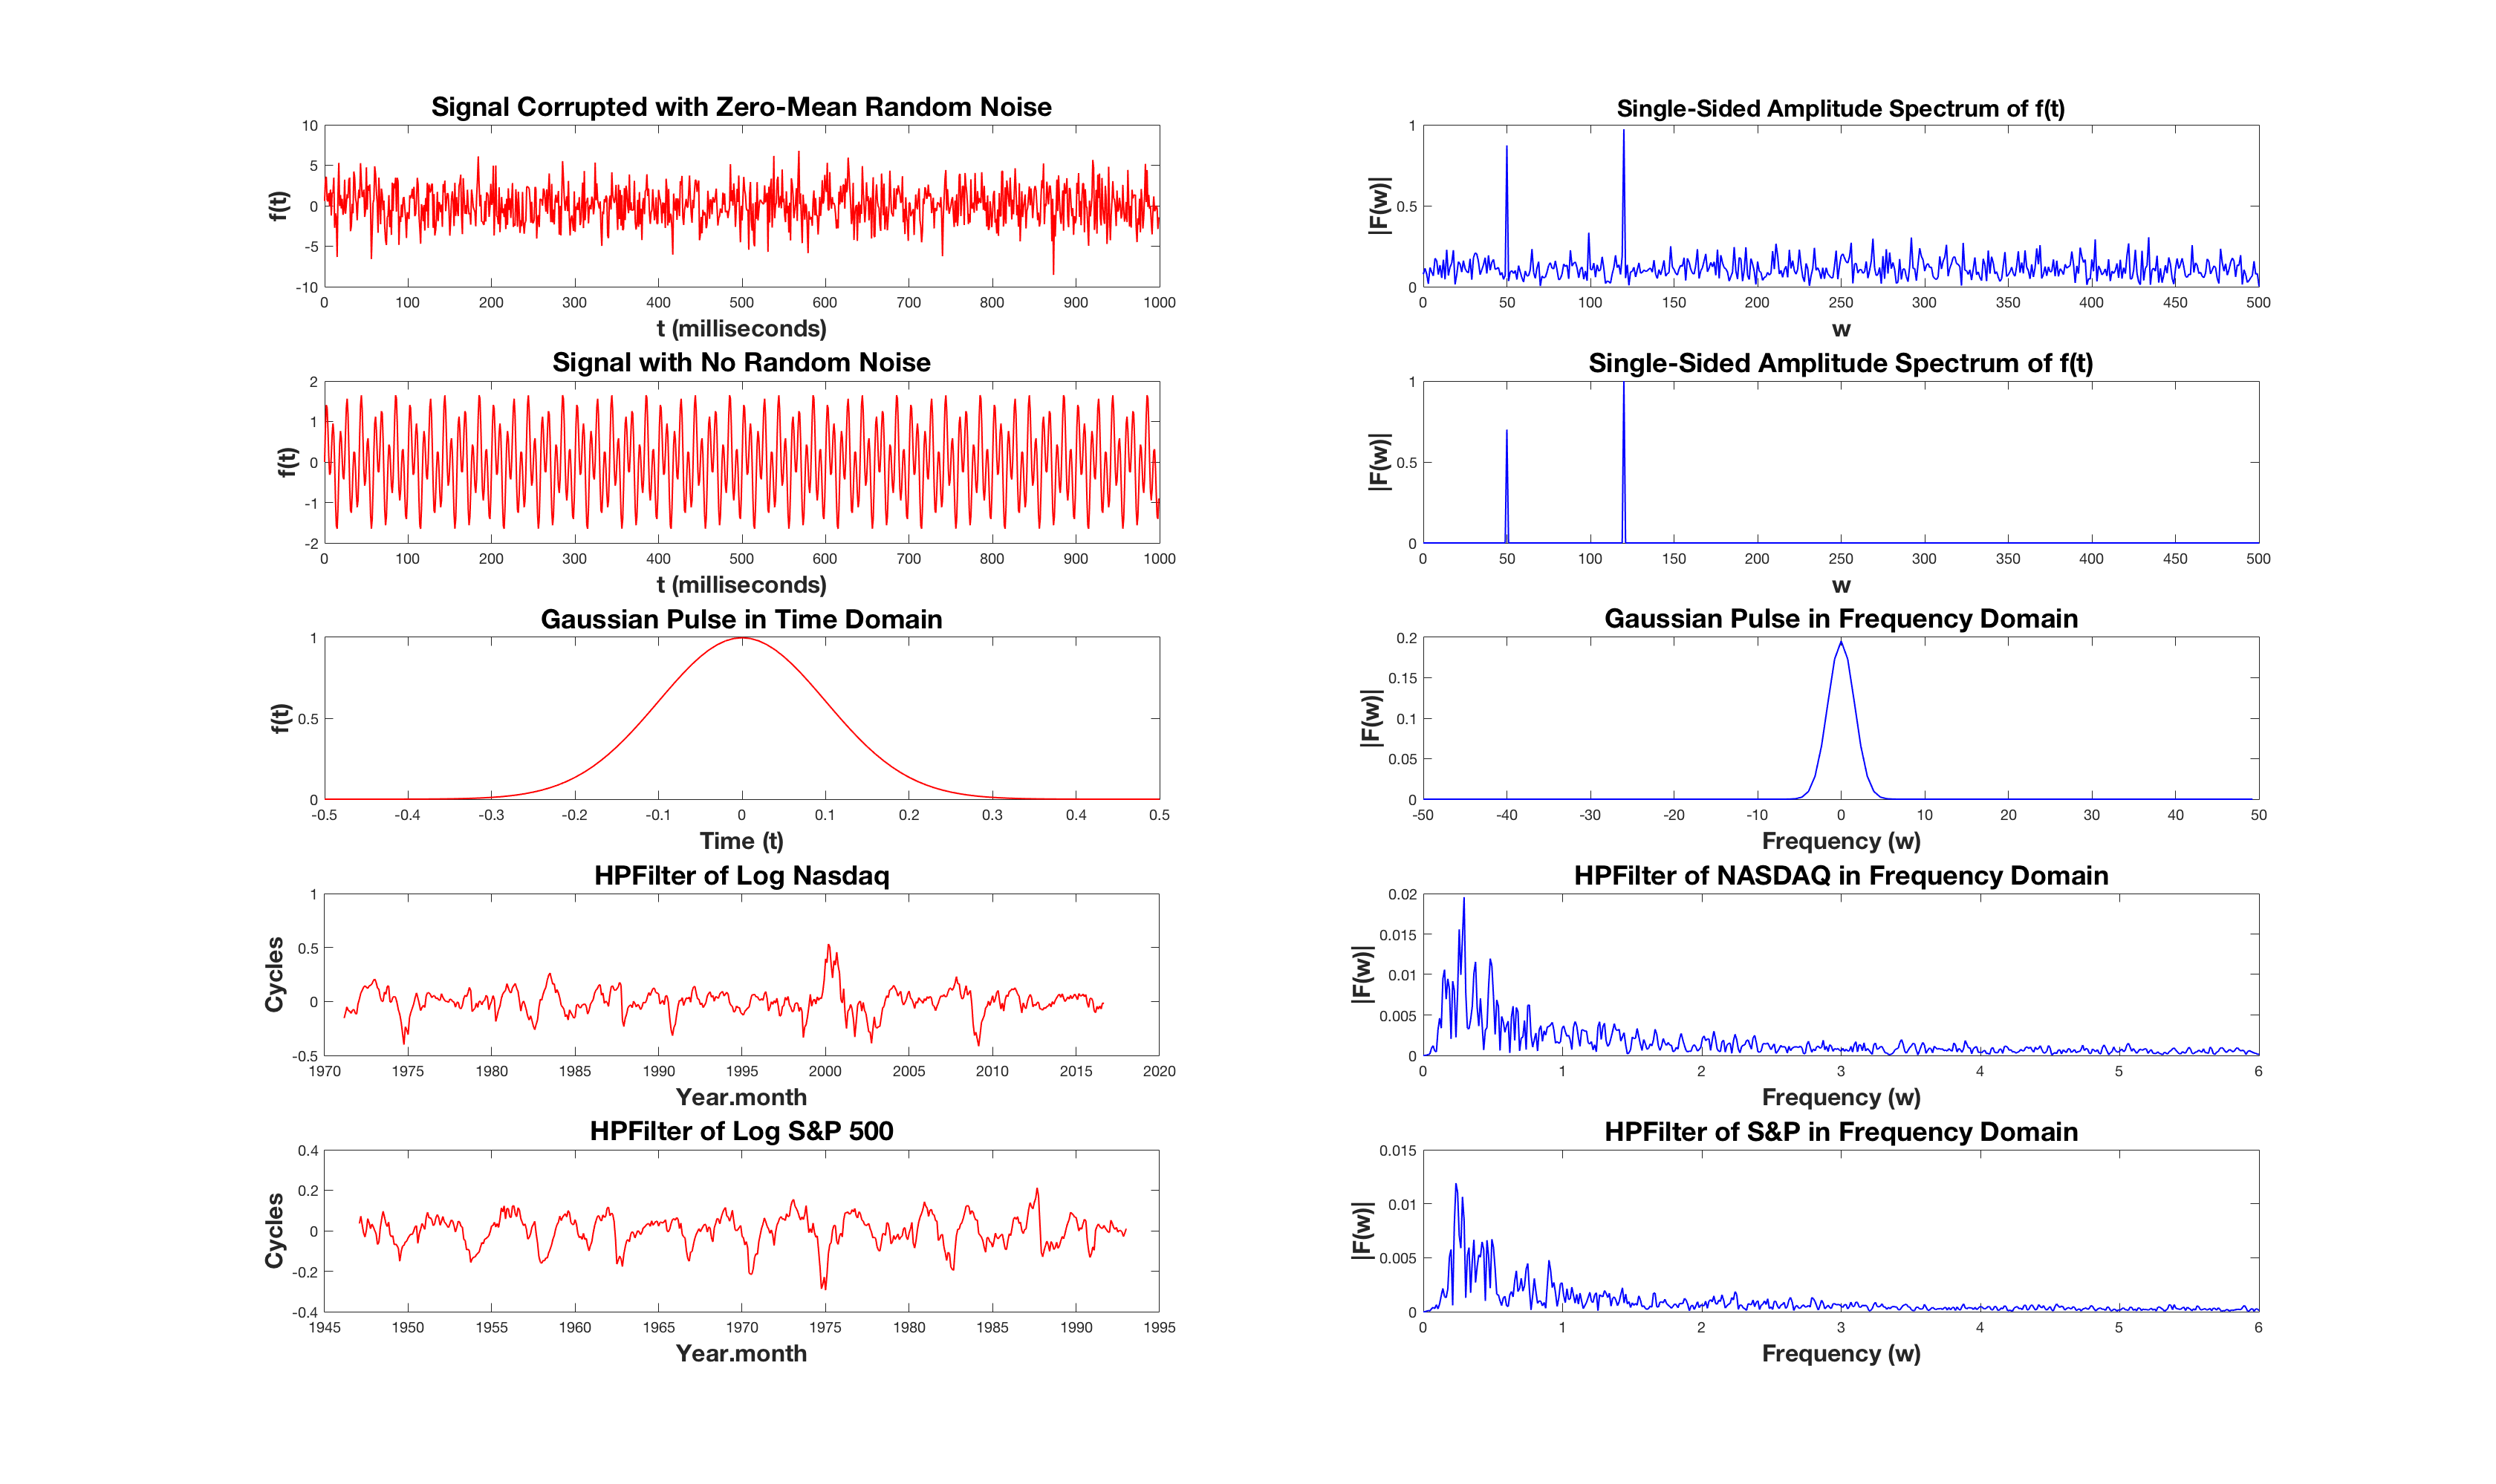 Signal Corrupted with Zero-Mean Random Noise
10
5
0
-5
-10
f(t)
0 100 200 300 400 500 600 700 800 900 1000
t (milliseconds)
Single-Sided Amplitude Spectrum of f(t)
1
0.5
0
|F(w)|
0 50 100 150 200 250 300 350 400 450 500
w
Signal with No Random Noise
2
1
0
-1
-2
f(t)
0 100 200 300 400 500 600 700 800 900 1000
t (milliseconds)
Single-Sided Amplitude Spectrum of f(t)
1
0.5
0
|F(w)|
0 50 100 150 200 250 300 350 400 450 500
w
Gaussian Pulse in Time Domain
1
0.5
0
f(t)
-0.5 -0.4 -0.3 -0.2 -0.1 0 0.1 0.2 0.3 0.4 0.5
Time (t)
Gaussian Pulse in Frequency Domain
0.2
0.15
0.1
0.05
0
|F(w)|
-50 -40 -30 -20 -10 0 10 20 30 40 50
Frequency (w)
HPFilter of Log Nasdaq
1
0.5
0
-0.5
Cycles
1970 1975 1980 1985 1990 1995 2000 2005 2010 2015 2020
Year.month
HPFilter of NASDAQ in Frequency Domain
0.02
0.015
0.01
0.005
0
|F(w)|
0 1 2 3 4 5 6
Frequency (w)
HPFilter of Log S&P 500
0.4
0.2
0
-0.2
-0.4
Cycles
1945 1950 1955 1960 1965 1970 1975 1980 1985 1990 1995
Year.month
HPFilter of S&P in Frequency Domain
0.015
0.01
0.005
0
|F(w)|
0 1 2 3 4 5 6
Frequency (w)